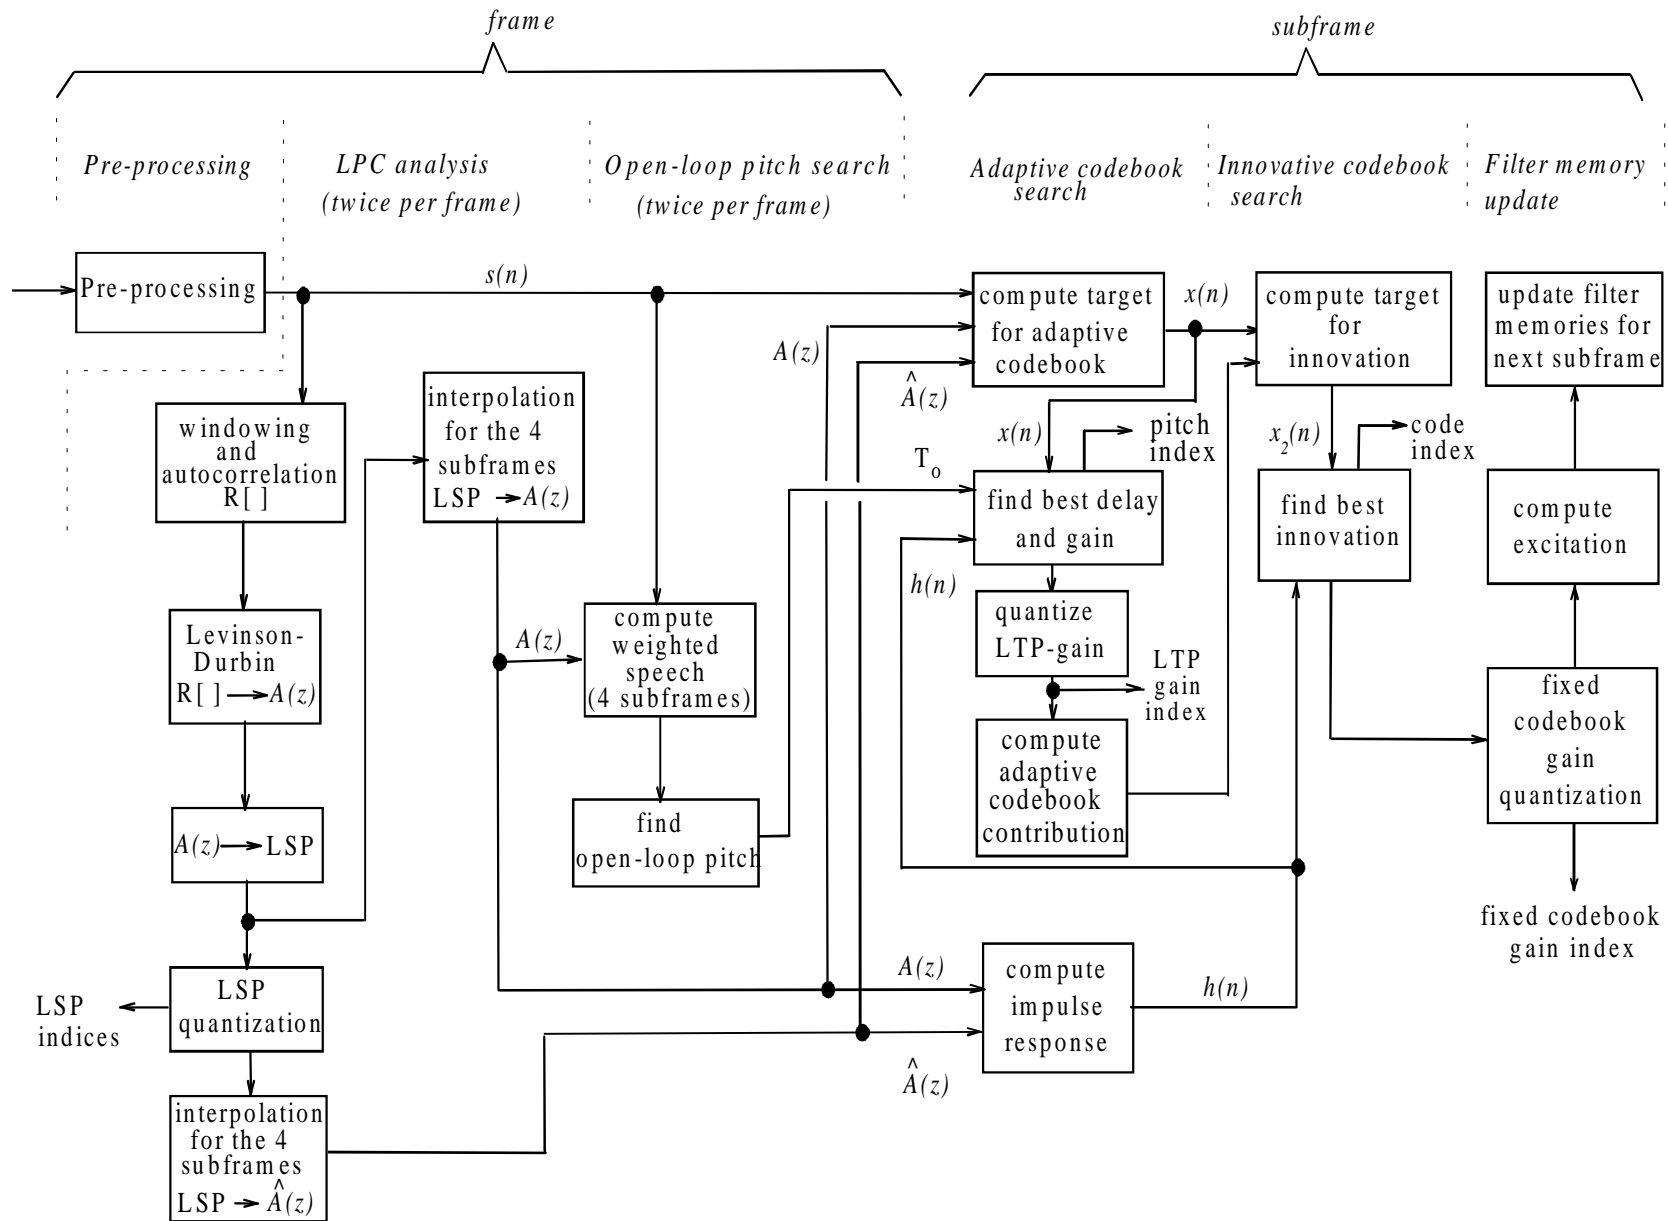 frame
subframe
Pre-processing
LPC analysis
(twice per frame)
Open-loop pitch search
(twice per frame)
Adaptive codebook
search
Innovative codebook
search
Filter memory
update
Pre-processing
s(n)
windowing
and
autocorrelation
R[ ]
Levinson-
Durbin
R[ ] → A(z)
A(z) → LSP
LSP
quantization
LSP
indices
interpolation
for the 4
subframes
LSP → Â(z)
interpolation
for the 4
subframes
LSP → A(z)
A(z)
compute
weighted
speech
(4 subframes)
find
open-loop pitch
A(z)
Â(z)
T₀
compute target
for adaptive
codebook
x(n)
x(n)
pitch
index
find best delay
and gain
h(n)
quantize
LTP-gain
LTP
gain
index
compute
adaptive
codebook
contribution
A(z)
Â(z)
compute
impulse
response
h(n)
compute target
for
innovation
x₂(n)
code
index
find best
innovation
update filter
memories for
next subframe
compute
excitation
fixed
codebook
gain
quantization
fixed codebook
gain index